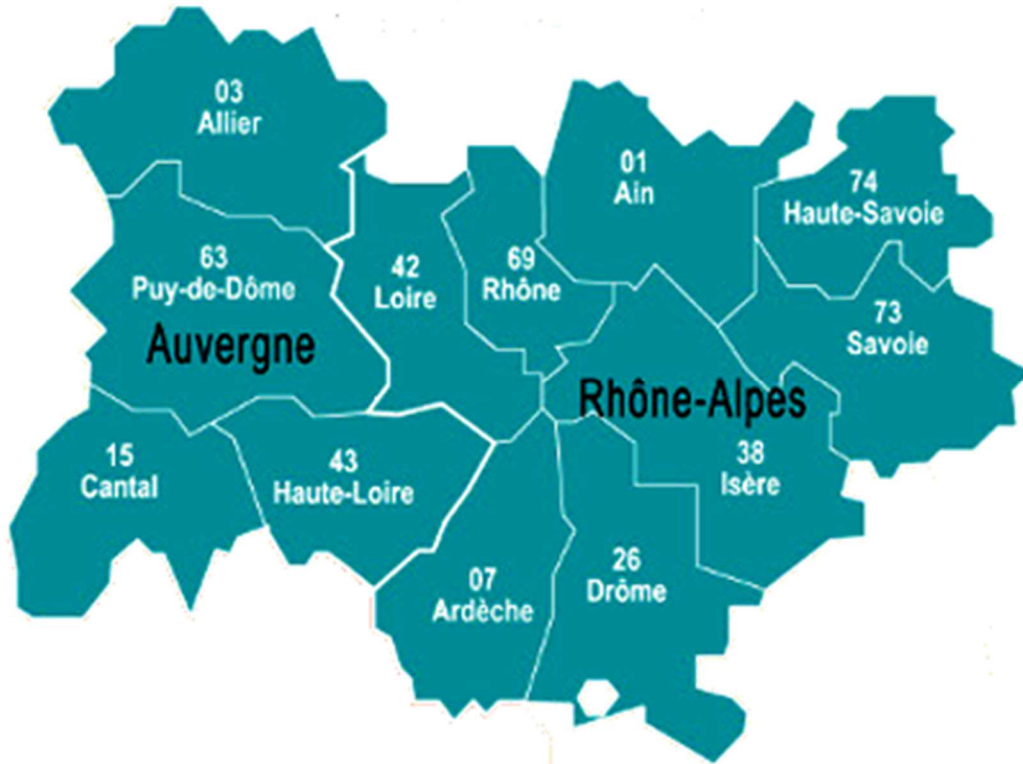 03
Allier
01
Ain
74
Haute-Savoie
63
Puy-de-Dôme
42
Loire
69
Rhône
73
Savoie
Auvergne
Rhône-Alpes
15
Cantal
43
Haute-Loire
38
Isère
07
Ardèche
26
Drôme